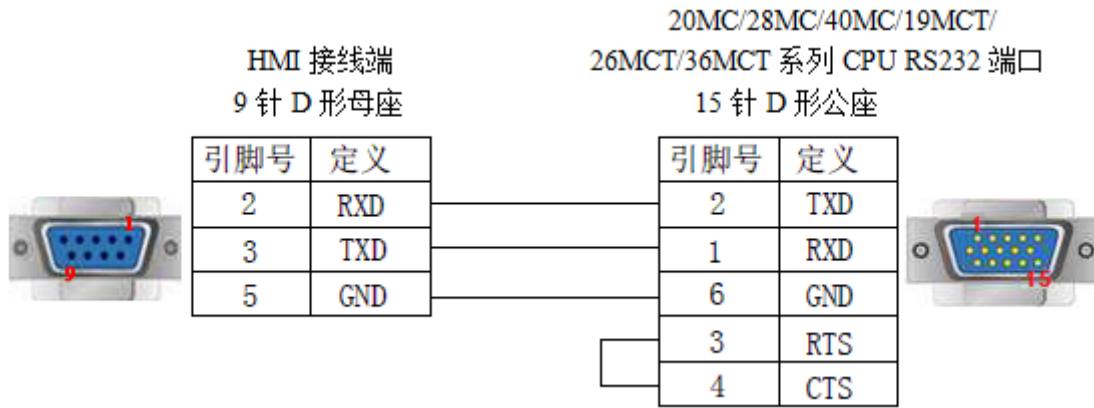 20MC/28MC/40MC/19MCT/
HMI 接线端
26MCT/36MCT 系列 CPU RS232 端口
9 针 D 形母座
15 针 D 形公座
引脚号 定义
2 RXD
3 TXD
5 GND
引脚号 定义
2 TXD
1 RXD
6 GND
3 RTS
4 CTS
1
9
1
15